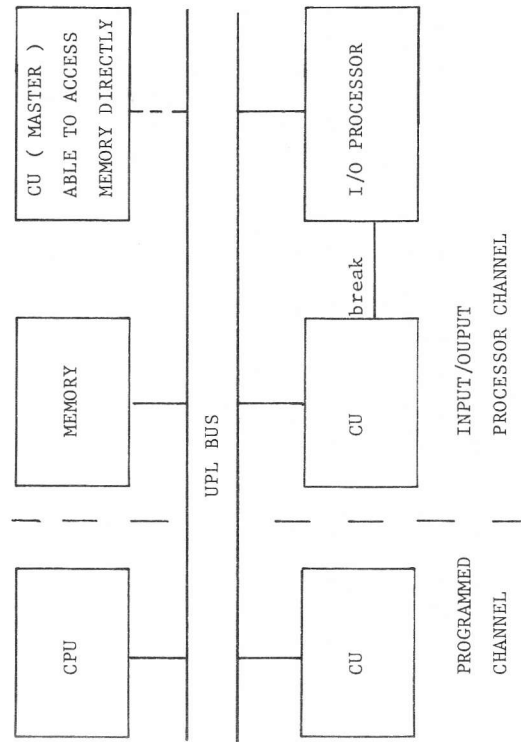 CPU
MEMORY
CU ( MASTER )
ABLE TO ACCESS
MEMORY DIRECTLY
UPL BUS
CU
CU
break
I/O PROCESSOR
PROGRAMMED
CHANNEL
INPUT/OUPUT
PROCESSOR CHANNEL